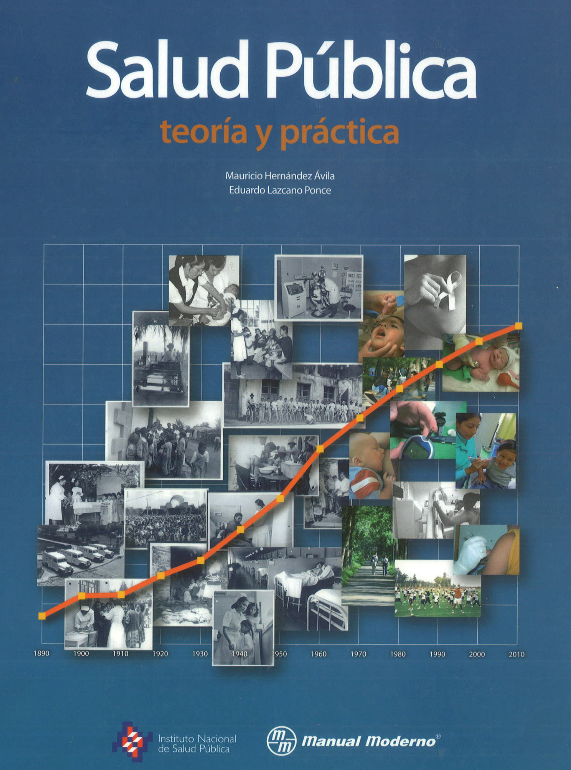 Salud Pública
teoría y práctica
Mauricio Hernández Ávila
Eduardo Lazcano Ponce
1890 1900 1910 1920 1930 1940 1950 1960 1970 1980 1990 2000 2010
Instituto Nacional
de Salud Pública
mm Manual Moderno®